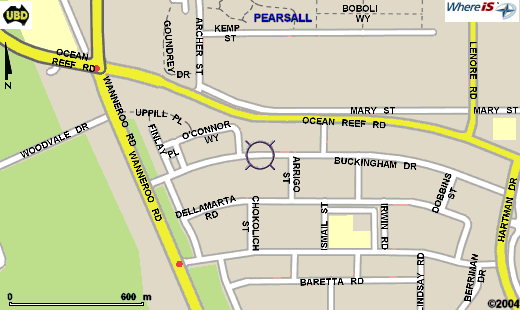 UBD
PEARSALL
BOBOLI
WY
WhereiS
GOUNDREY
DR
ARCHER ST
KEMP
ST
LENORE RD
OCEAN
REEF RD
N
MARY ST
MARY ST
WANNEROO RD
UPPILL PL
OCEAN REEF RD
WOODVALE DR
FINLAY PL
O'CONNOR
WY
WANNEROO RD
ARRIGO
ST
BUCKINGHAM DR
DOBBINS
ST
HARTMAN DR
DELLAMARTA
RD
CHOKOLICH
ST
ISMAIL ST
IRWIN RD
BARETTA RD
LINDSAY RD
BERRIMAN
DR
0
600 m
©2004